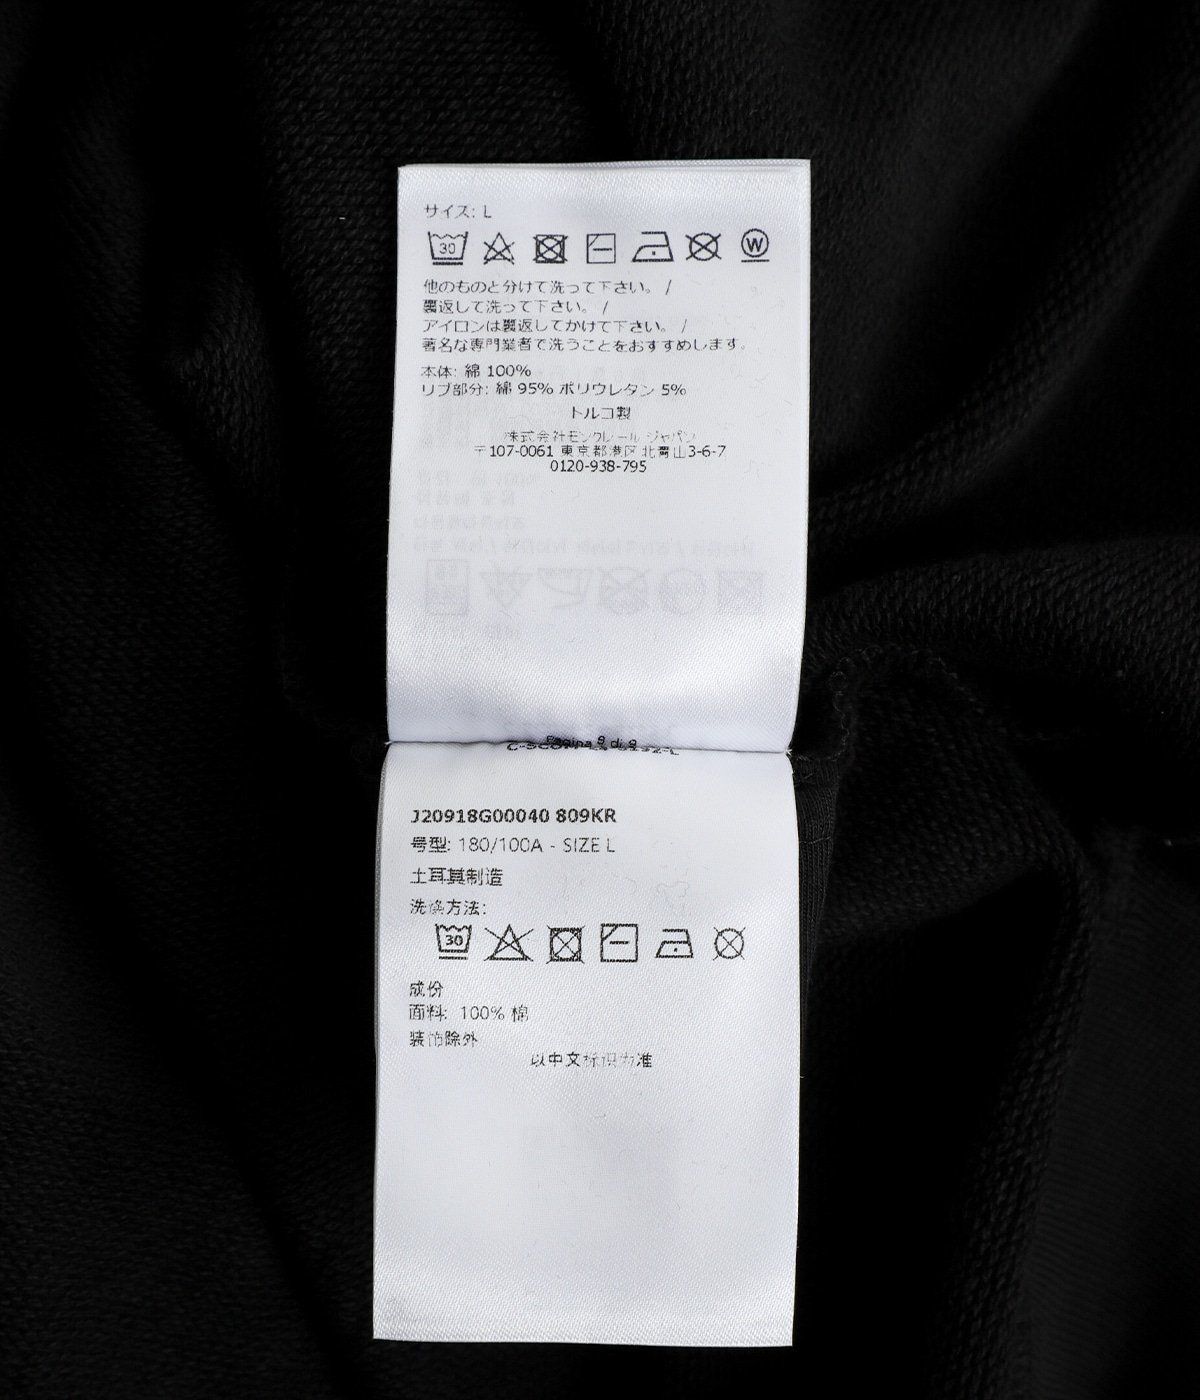 サイズ: L
30
W
他のものと分けて洗って下さい。 /
裏返して洗って下さい。 /
アイロンは裏返してかけて下さい。 /
著名な専門業者で洗うことをおすすめします。
本体: 綿 100%
リブ部分: 綿 95% ポリウレタン 5%
トルコ製
株式会社モンクレール ジャパン
〒107-0061 東京都港区 北青山3-6-7
0120-938-795
Pagina 8 di 9
J20918G00040 809KR
号型: 180/100A - SIZE L
土耳其制造
洗涤方法:
30
成份
面料: 100% 棉
装饰除外
以中文标识为准